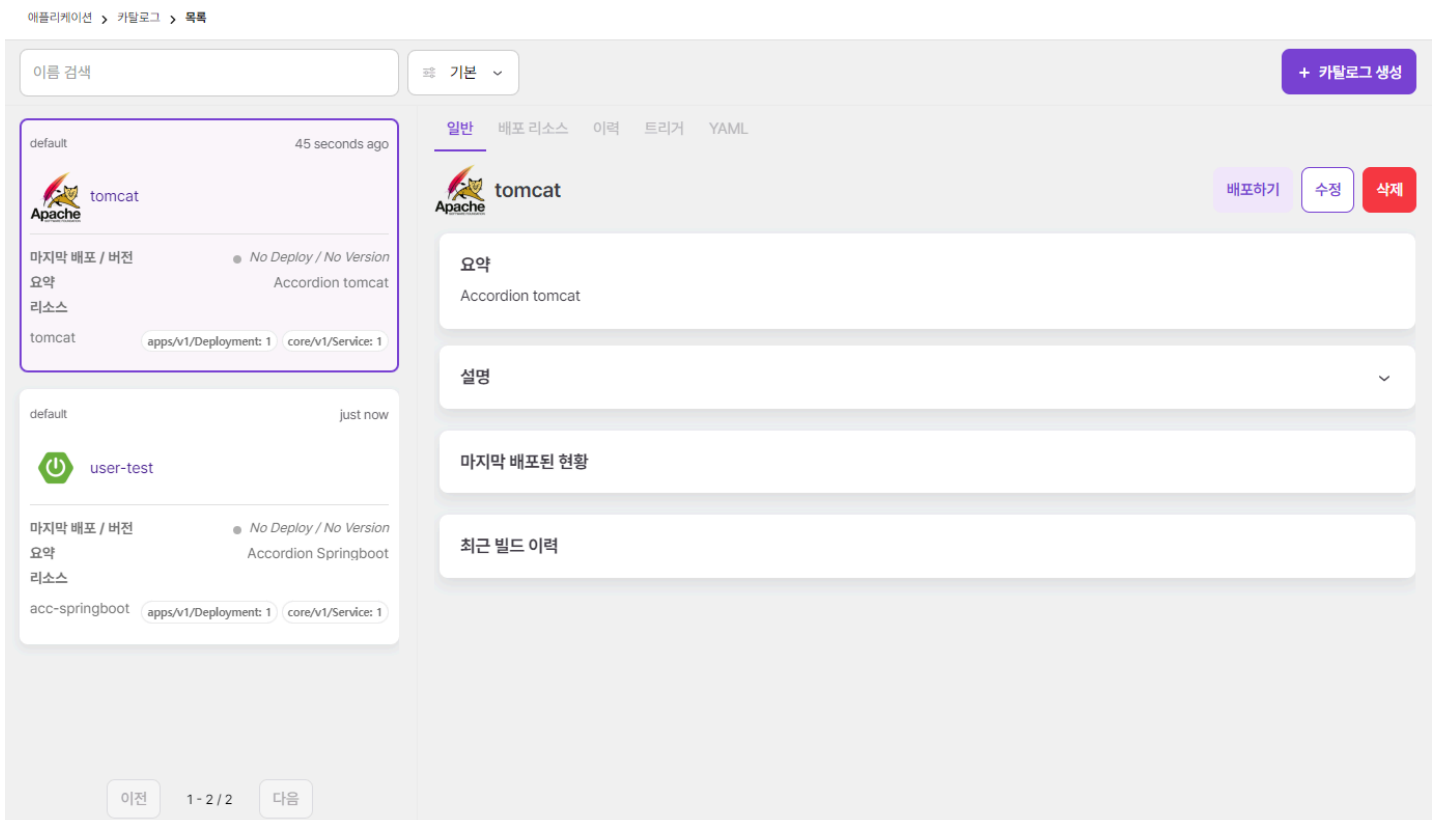 애플리케이션 > 카탈로그 > 목록
이름 검색
기본
+ 카탈로그 생성
default 45 seconds ago
Apache
tomcat
마지막 배포 / 버전 No Deploy / No Version
요약 Accordion tomcat
리소스
tomcat apps/v1/Deployment: 1 core/v1/Service: 1
default just now
user-test
마지막 배포 / 버전 No Deploy / No Version
요약 Accordion Springboot
리소스
acc-springboot apps/v1/Deployment: 1 core/v1/Service: 1
이전 1 - 2 / 2 다음
일반 배포 리소스 이력 트리거 YAML
Apache
tomcat
배포하기 수정 삭제
요약
Accordion tomcat
설명
마지막 배포된 현황
최근 빌드 이력